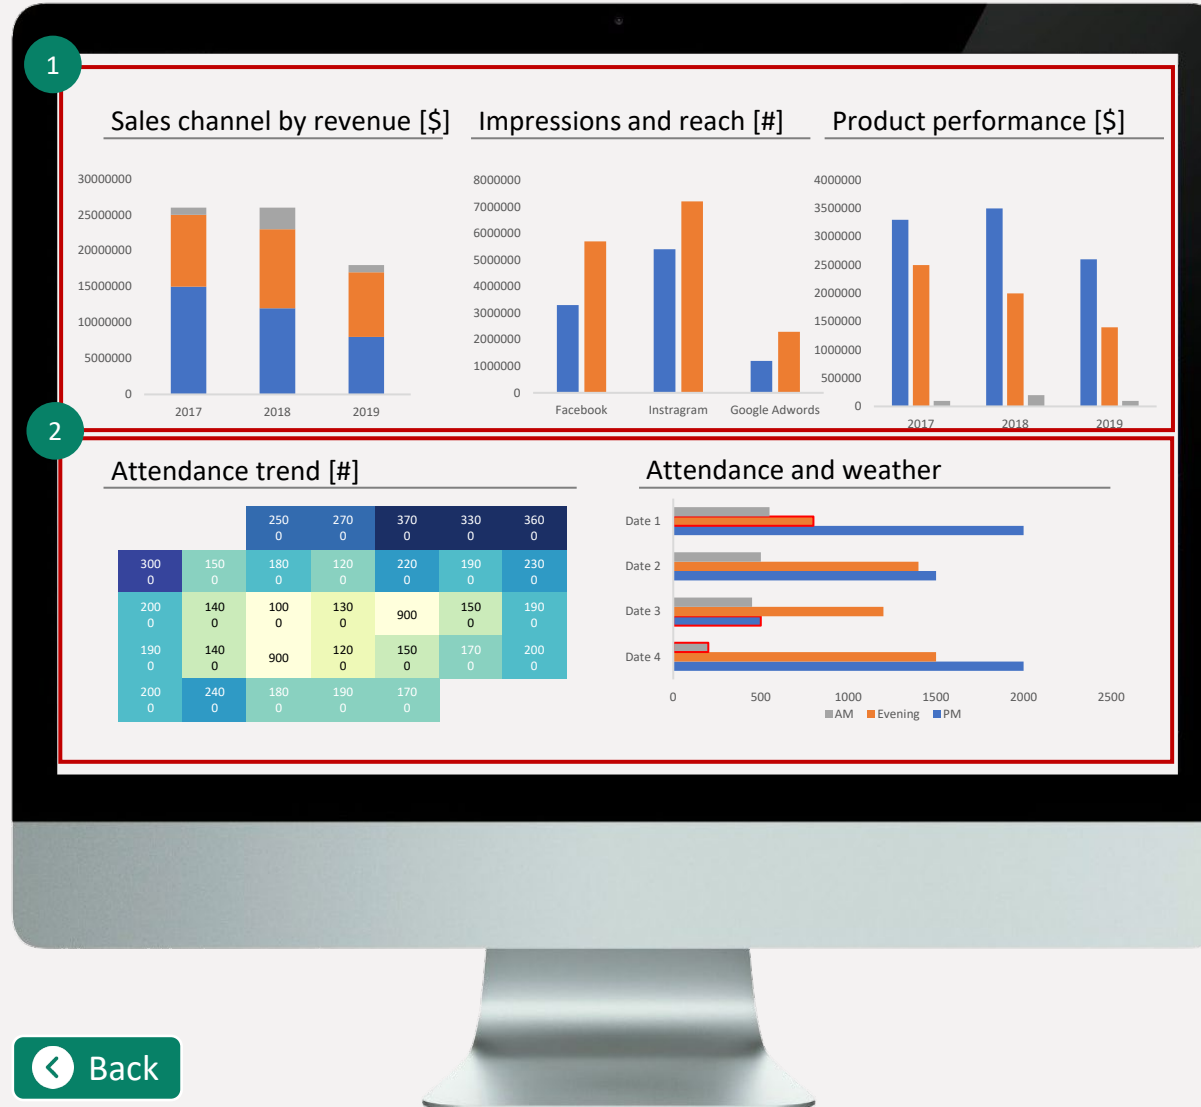 1
Sales channel by revenue [$]
Impressions and reach [#]
Product performance [$]
30000000
25000000
20000000
15000000
10000000
5000000
0
2017 2018 2019
8000000
7000000
6000000
5000000
4000000
3000000
2000000
1000000
0
Facebook Instragram Google Adwords
4000000
3500000
3000000
2500000
2000000
1500000
1000000
500000
0
2017 2018 2019
2
Attendance trend [#]
250 270 370 330 360
0 0 0 0 0
300 150 180 120 220 190 230
0 0 0 0 0 0 0
200 140 100 130 900 150 190
0 0 0 0 0 0
190 140 900 120 150 170 200
0 0 0 0 0 0
200 240 180 190 170
0 0 0 0 0
Attendance and weather
Date 1
Date 2
Date 3
Date 4
0 500 1000 1500 2000 2500
AM Evening PM
Back